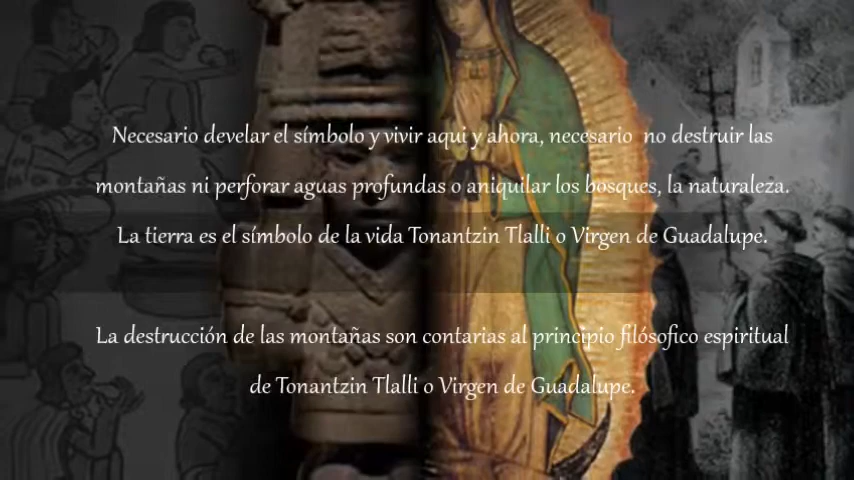 Necesario develar el símbolo y vivir aqui y ahora, necesario no destruir las
montañas ni perforar aguas profundas o aniquilar los bosques, la naturaleza.
La tierra es el símbolo de la vida Tonantzin Tlalli o Virgen de Guadalupe.
La destrucción de las montañas son contarias al principio filósofico espiritual
de Tonantzin Tlalli o Virgen de Guadalupe.